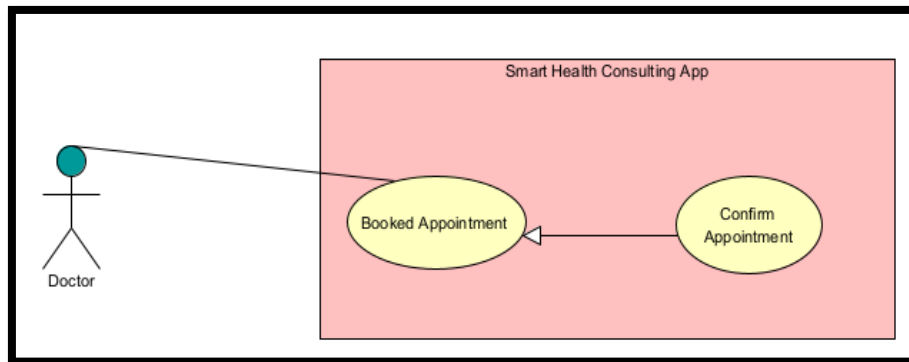 Smart Health Consulting App
Booked Appointment
Confirm
Appointment
Doctor